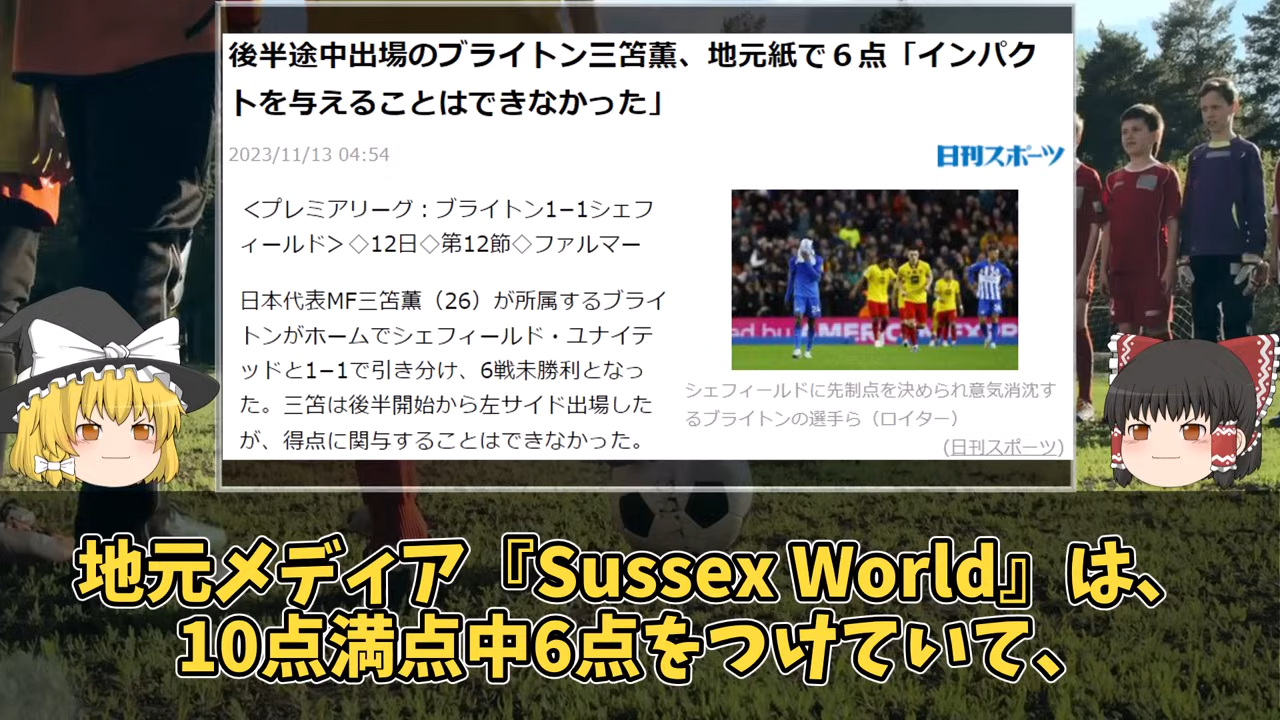 後半途中出場のブライトン三笘薫、地元紙で６点「インパク
トを与えることはできなかった」
2023/11/13 04:54
日刊スポーツ
＜プレミアリーグ：ブライトン1−1シェフ
ィールド＞◇12日◇第12節◇ファルマー
日本代表MF三笘薫（26）が所属するブライ
トンがホームでシェフィールド・ユナイテ
ッドと1−1で引き分け、6戦未勝利となっ
た。三笘は後半開始から左サイド出場した
が、得点に関与することはできなかった。
シェフィールドに先制点を決められ意気消沈す
るブライトンの選手ら（ロイター）
(日刊スポーツ)
地元メディア『Sussex World』は、
10点満点中6点をつけていて、